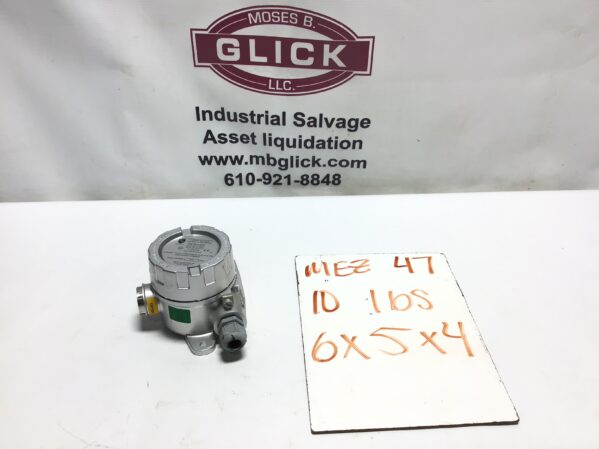 MOSES B.
GLICK
LLC.
Industrial Salvage
Asset liquidation
www.mbglick.com
610-921-8848
MEZ 47
10 lbs
6x5x4